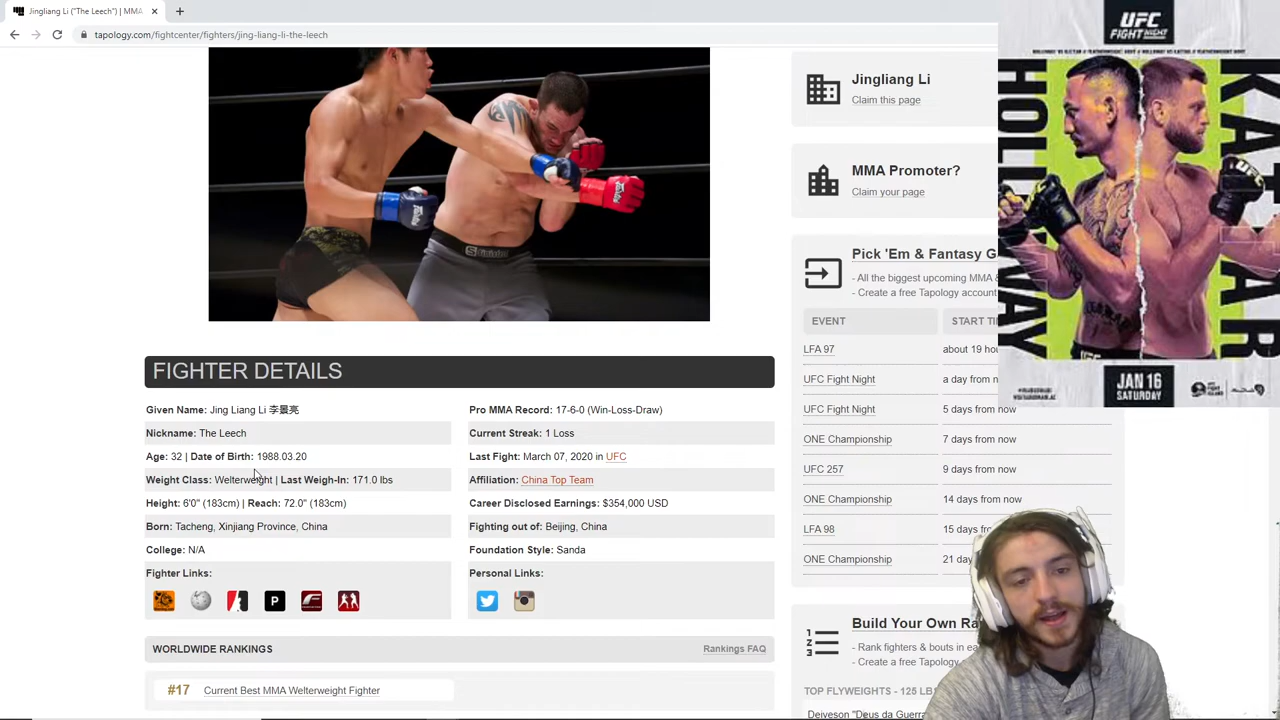 Jingliang Li ("The Leech") | MMA
tapology.com/fightcenter/fighters/jing-liang-li-the-leech
Jingliang Li
Claim this page
MMA Promoter?
Claim your page
Pick 'Em & Fantasy G
- All the biggest upcoming MMA &
- Create a free Tapology account
EVENT START TI
LFA 97 about 19 hou
UFC Fight Night a day from n
UFC Fight Night 5 days from now
ONE Championship 7 days from now
UFC 257 9 days from now
ONE Championship 14 days from now
LFA 98 15 days from
ONE Championship 21 day
Build Your Own Ra
- Rank fighters & bouts in ea
- Create a free Tapology
TOP FLYWEIGHTS - 125 LB
Deiveson "Deus da Guerra
FIGHTER DETAILS
Given Name: Jing Liang Li 李景亮
Nickname: The Leech
Age: 32 | Date of Birth: 1988.03.20
Weight Class: Welterweight | Last Weigh-In: 171.0 lbs
Height: 6'0" (183cm) | Reach: 72.0" (183cm)
Born: Tacheng, Xinjiang Province, China
College: N/A
Fighter Links:
Pro MMA Record: 17-6-0 (Win-Loss-Draw)
Current Streak: 1 Loss
Last Fight: March 07, 2020 in UFC
Affiliation: China Top Team
Career Disclosed Earnings: $354,000 USD
Fighting out of: Beijing, China
Foundation Style: Sanda
Personal Links:
P
WORLDWIDE RANKINGS
Rankings FAQ
#17 Current Best MMA Welterweight Fighter
UFC
FIGHT NIGHT
HOLLOWAY
KATTAR
JAN 16
SATURDAY